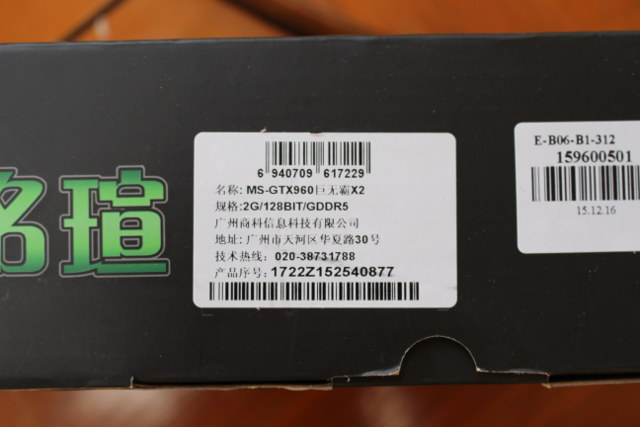 铭瑄
6 940709 617229
名称: MS-GTX960巨无霸X2
规格:2G/128BIT/GDDR5
广州商科信息科技有限公司
地址: 广州市天河区华夏路30号
技术热线: 020-38731788
产品序号: 1722Z152540877
E-B06-B1-312
159600501
15.12.16